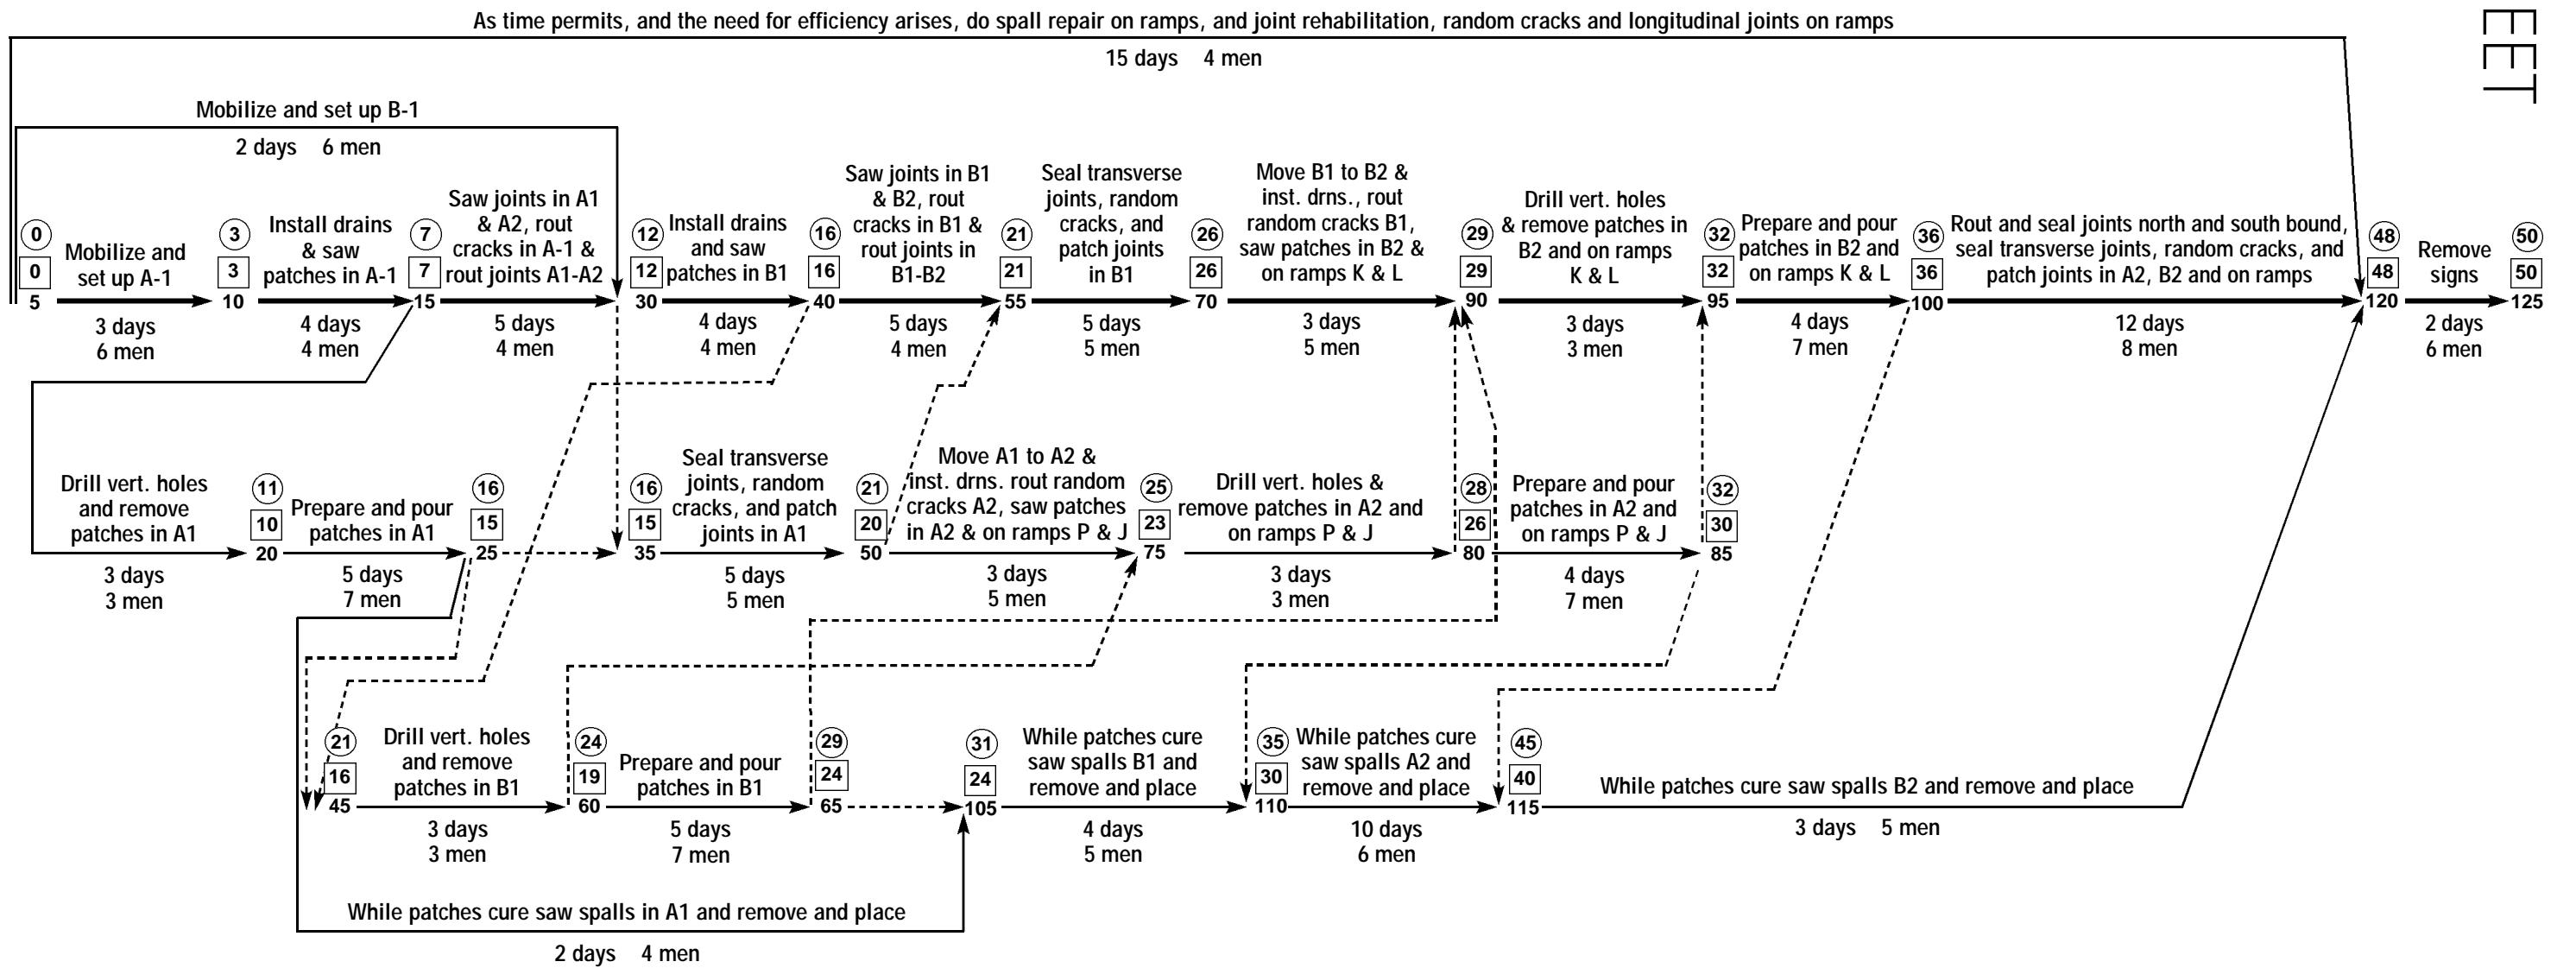 As time permits, and the need for efficiency arises, do spall repair on ramps, and joint rehabilitation, random cracks and longitudinal joints on ramps
15 days 4 men
EET
Mobilize and set up B-1
2 days 6 men
0
0
5
Mobilize and
set up A-1
3 days
6 men
3
3
10
Install drains
& saw
patches in A-1
4 days
4 men
7
7
15
Saw joints in A1
& A2, rout
cracks in A-1 &
rout joints A1-A2
5 days
4 men
12
12
30
Install drains
and saw
patches in B1
4 days
4 men
16
16
40
Saw joints in B1
& B2, rout
cracks in B1 &
rout joints in
B1-B2
5 days
4 men
21
21
55
Seal transverse
joints, random
cracks, and
patch joints
in B1
5 days
5 men
26
26
70
Move B1 to B2 &
inst. drns., rout
random cracks B1,
saw patches in B2 &
on ramps K & L
3 days
5 men
29
29
90
Drill vert. holes
& remove patches in
B2 and on ramps
K & L
3 days
3 men
32
32
95
Prepare and pour
patches in B2 and
on ramps K & L
4 days
7 men
36
36
100
Rout and seal joints north and south bound,
seal transverse joints, random cracks, and
patch joints in A2, B2 and on ramps
12 days
8 men
48
48
120
Remove
signs
2 days
6 men
50
50
125
Drill vert. holes
and remove
patches in A1
3 days
3 men
11
10
20
Prepare and pour
patches in A1
5 days
7 men
16
15
25
16
15
35
Seal transverse
joints, random
cracks, and patch
joints in A1
5 days
5 men
21
20
50
Move A1 to A2 &
inst. drns. rout random
cracks A2, saw patches
in A2 & on ramps P & J
3 days
5 men
25
23
75
Drill vert. holes &
remove patches in A2 and
on ramps P & J
3 days
3 men
28
26
80
Prepare and pour
patches in A2 and
on ramps P & J
4 days
7 men
32
30
85
21
16
45
Drill vert. holes
and remove
patches in B1
3 days
3 men
24
19
60
Prepare and pour
patches in B1
5 days
7 men
29
24
65
31
24
105
While patches cure
saw spalls B1 and
remove and place
4 days
5 men
35
30
110
While patches cure
saw spalls A2 and
remove and place
10 days
6 men
45
40
115
While patches cure saw spalls B2 and remove and place
3 days 5 men
While patches cure saw spalls in A1 and remove and place
2 days 4 men